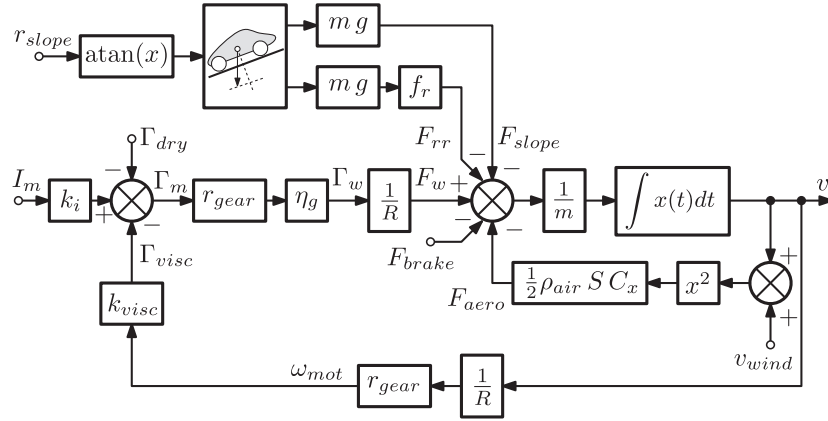 r_slope
atan(x)
m g
m g
f_r
F_rr
F_slope
−
−
Γ_dry
−
I_m
k_i
+
−
Γ_m
r_gear
η_g
Γ_w
1/R
F_w
+
−
−
1/m
∫ x(t)dt
v
F_brake
Γ_visc
k_visc
F_aero
1/2 ρ_air S C_x
x^2
+
+
v_wind
ω_mot
r_gear
1/R